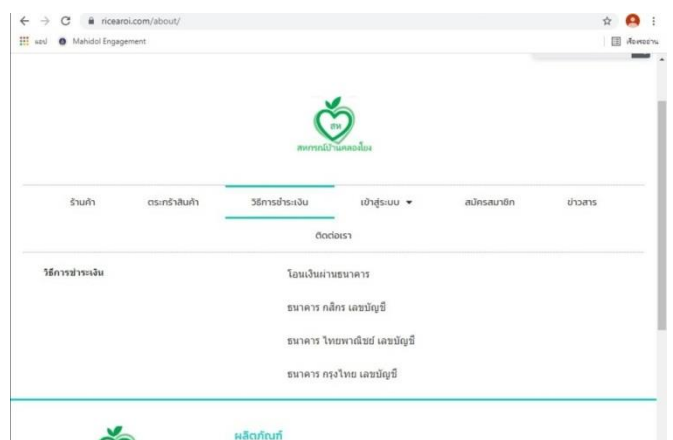 ricearoi.com/about/
แอป Mahidol Engagement เรื่องรออ่าน
สห
สหกรณ์บ้านคลองโยง
ร้านค้า ตระกร้าสินค้า วิธีการชำระเงิน เข้าสู่ระบบ สมัครสมาชิก ข่าวสาร
ติดต่อเรา
วิธีการชำระเงิน โอนเงินผ่านธนาคาร
ธนาคาร กสิกร เลขบัญชี
ธนาคาร ไทยพาณิชย์ เลขบัญชี
ธนาคาร กรุงไทย เลขบัญชี
ผลิตภัณฑ์